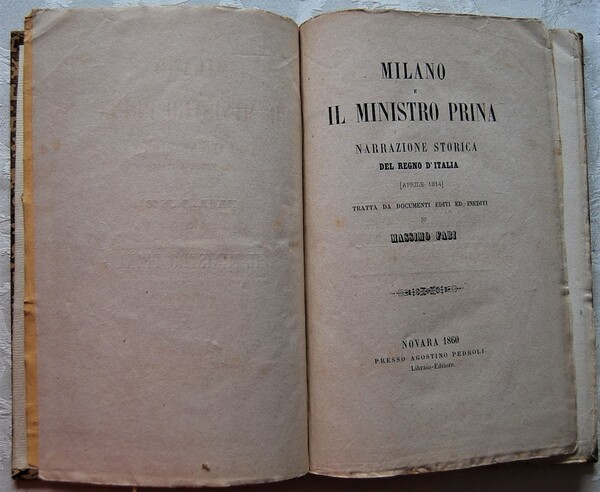 MILANO
E
IL MINISTRO PRINA
NARRAZIONE STORICA
DEL REGNO D'ITALIA
[APRILE 1814]
TRATTA DA DOCUMENTI EDITI ED INEDITI
DI
MASSIMO FABI
NOVARA 1860
PRESSO AGOSTINO PEDROLI
Libraio-Editore.